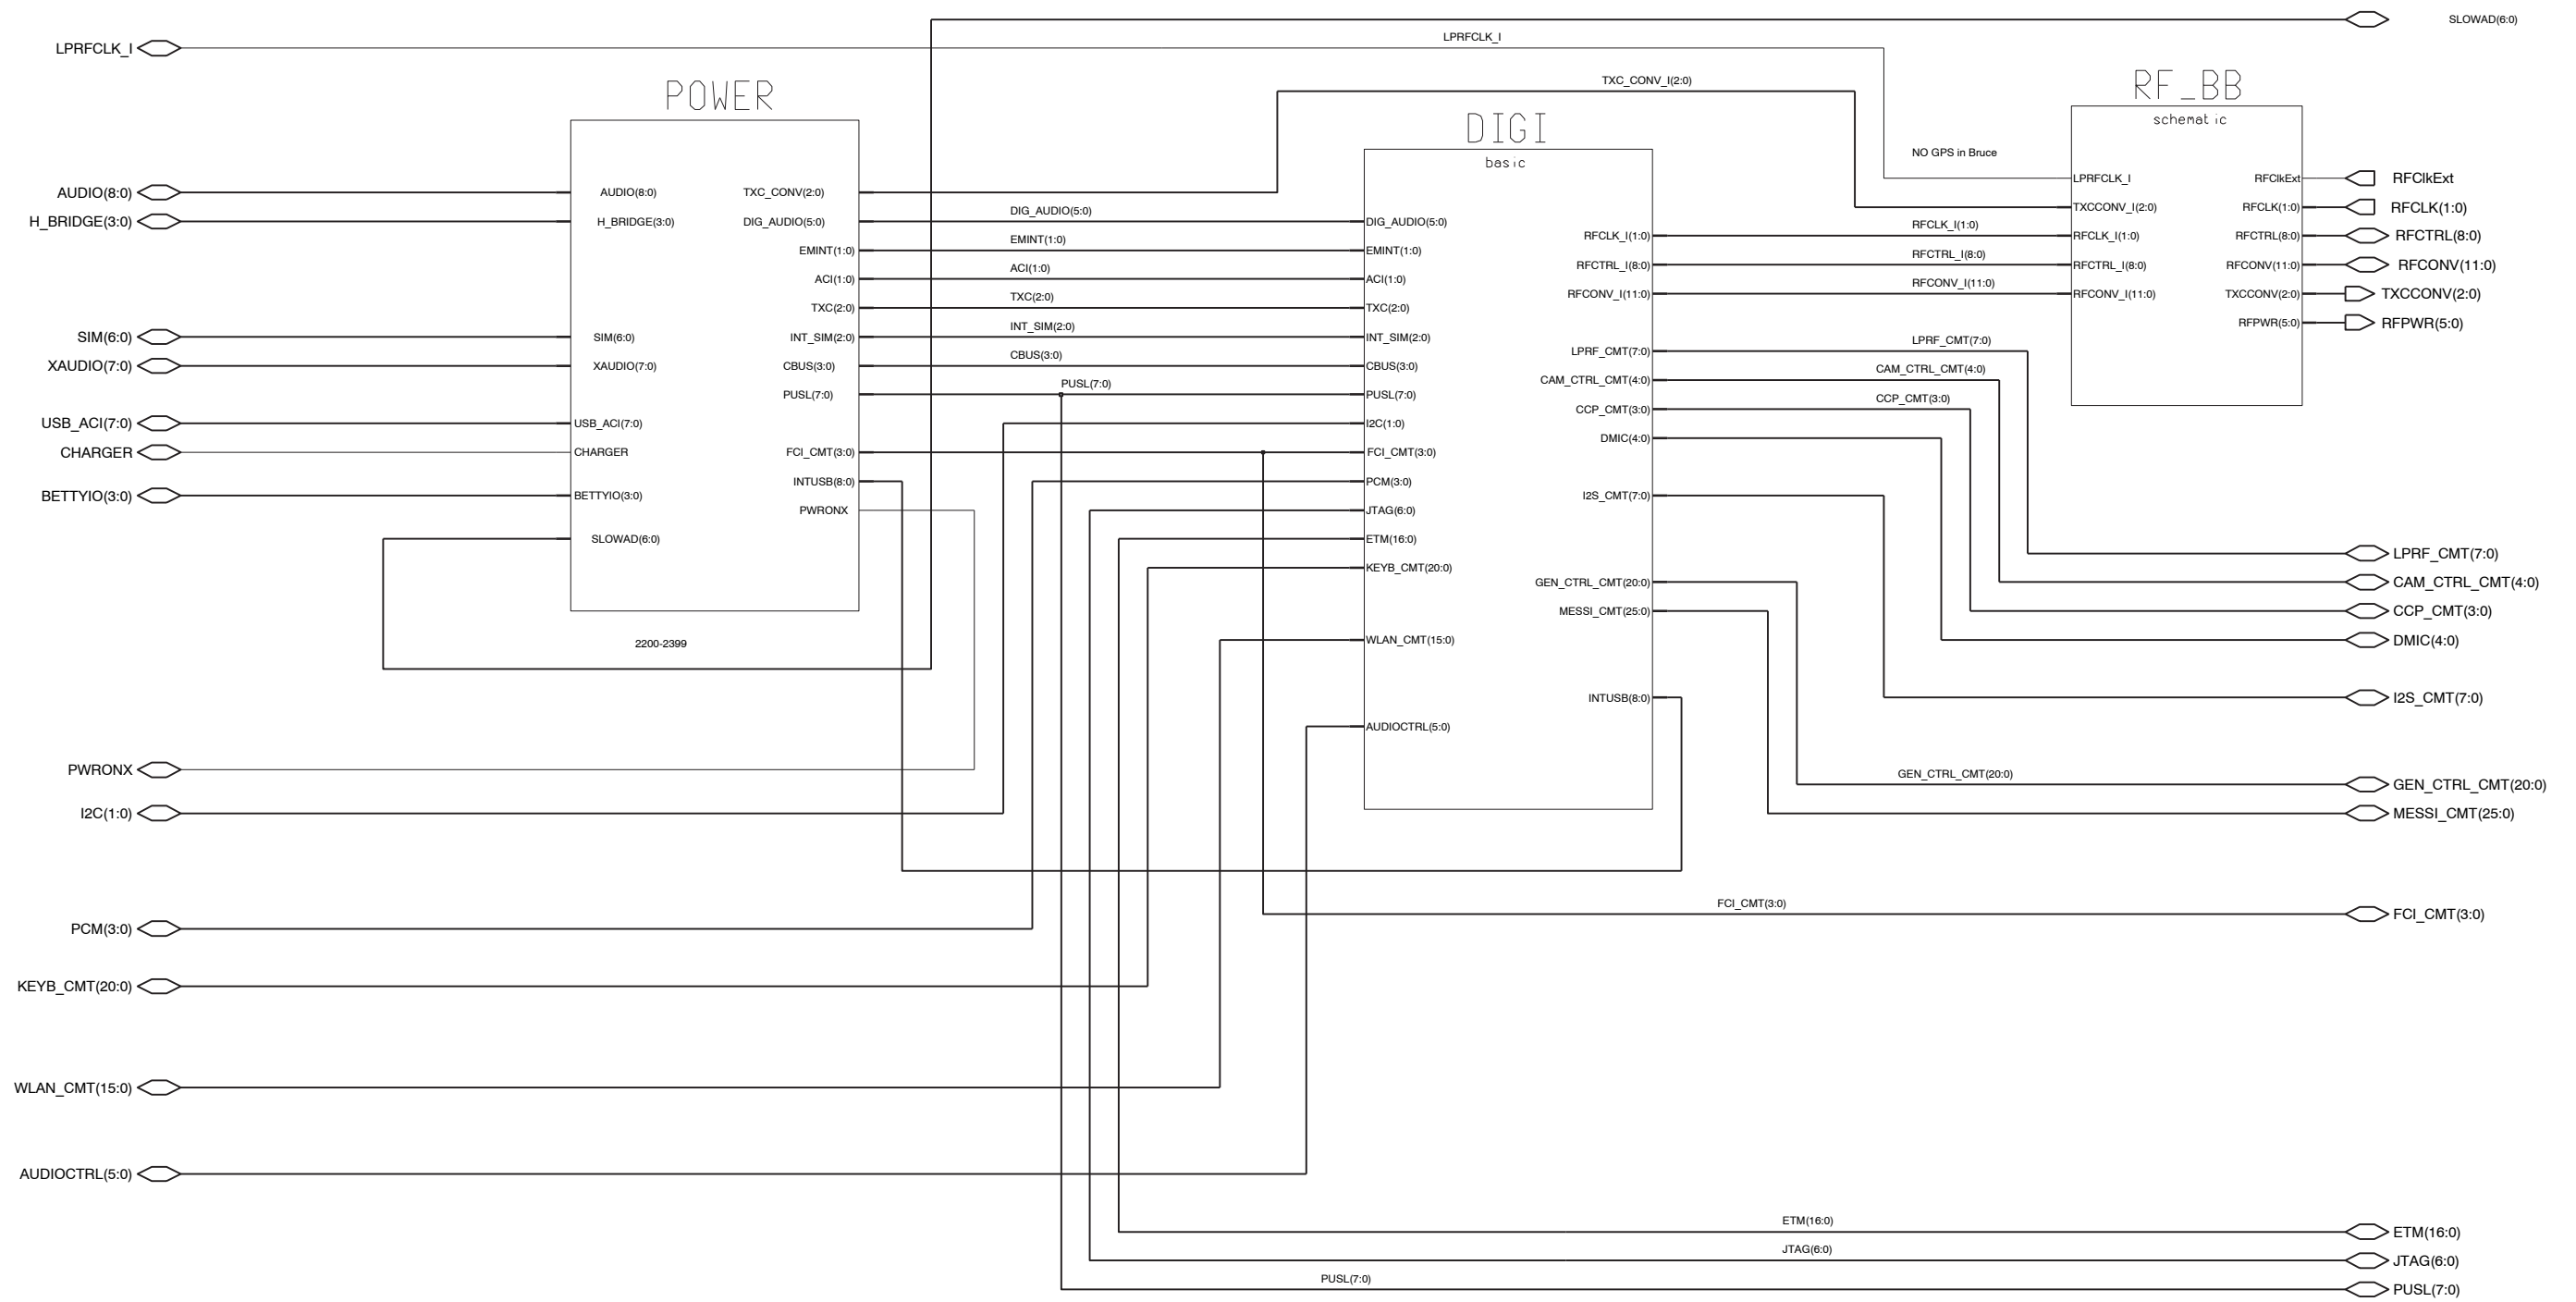 SLOWAD(6:0)
LPRFCLK_I
LPRFCLK_I
TXC_CONV_I(2:0)
POWER
DIGI
RF_BB
basic
schematic
NO GPS in Bruce
AUDIO(8:0)
H_BRIDGE(3:0)
SIM(6:0)
XAUDIO(7:0)
USB_ACI(7:0)
CHARGER
BETTYIO(3:0)
PWRONX
I2C(1:0)
PCM(3:0)
KEYB_CMT(20:0)
WLAN_CMT(15:0)
AUDIOCTRL(5:0)
AUDIO(8:0)
H_BRIDGE(3:0)
SIM(6:0)
XAUDIO(7:0)
USB_ACI(7:0)
CHARGER
BETTYIO(3:0)
SLOWAD(6:0)
TXC_CONV(2:0)
DIG_AUDIO(5:0)
EMINT(1:0)
ACI(1:0)
TXC(2:0)
INT_SIM(2:0)
CBUS(3:0)
PUSL(7:0)
FCI_CMT(3:0)
INTUSB(8:0)
PWRONX
2200-2399
DIG_AUDIO(5:0)
EMINT(1:0)
ACI(1:0)
TXC(2:0)
INT_SIM(2:0)
CBUS(3:0)
PUSL(7:0)
DIG_AUDIO(5:0)
EMINT(1:0)
ACI(1:0)
TXC(2:0)
INT_SIM(2:0)
CBUS(3:0)
PUSL(7:0)
I2C(1:0)
FCI_CMT(3:0)
PCM(3:0)
JTAG(6:0)
ETM(16:0)
KEYB_CMT(20:0)
WLAN_CMT(15:0)
AUDIOCTRL(5:0)
RFCLK_I(1:0)
RFCTRL_I(8:0)
RFCONV_I(11:0)
LPRF_CMT(7:0)
CAM_CTRL_CMT(4:0)
CCP_CMT(3:0)
DMIC(4:0)
I2S_CMT(7:0)
GEN_CTRL_CMT(20:0)
MESSI_CMT(25:0)
INTUSB(8:0)
RFCLK_I(1:0)
RFCTRL_I(8:0)
RFCONV_I(11:0)
LPRF_CMT(7:0)
CAM_CTRL_CMT(4:0)
CCP_CMT(3:0)
GEN_CTRL_CMT(20:0)
FCI_CMT(3:0)
ETM(16:0)
JTAG(6:0)
PUSL(7:0)
LPRFCLK_I
TXCCONV_I(2:0)
RFCLK_I(1:0)
RFCTRL_I(8:0)
RFCONV_I(11:0)
RFClkExt
RFCLK(1:0)
RFCTRL(8:0)
RFCONV(11:0)
TXCCONV(2:0)
RFPWR(5:0)
RFClkExt
RFCLK(1:0)
RFCTRL(8:0)
RFCONV(11:0)
TXCCONV(2:0)
RFPWR(5:0)
LPRF_CMT(7:0)
CAM_CTRL_CMT(4:0)
CCP_CMT(3:0)
DMIC(4:0)
I2S_CMT(7:0)
GEN_CTRL_CMT(20:0)
MESSI_CMT(25:0)
FCI_CMT(3:0)
ETM(16:0)
JTAG(6:0)
PUSL(7:0)